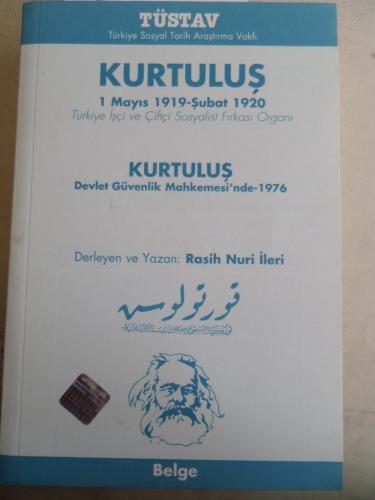 TÜSTAV
Türkiye Sosyal Tarih Araştırma Vakfı
KURTULUŞ
1 Mayıs 1919-Şubat 1920
Türkiye İşçi ve Çiftçi Sosyalist Fırkası Organı
KURTULUŞ
Devlet Güvenlik Mahkemesi'nde-1976
Derleyen ve Yazan: Rasih Nuri İleri
قورتولوس
Belge